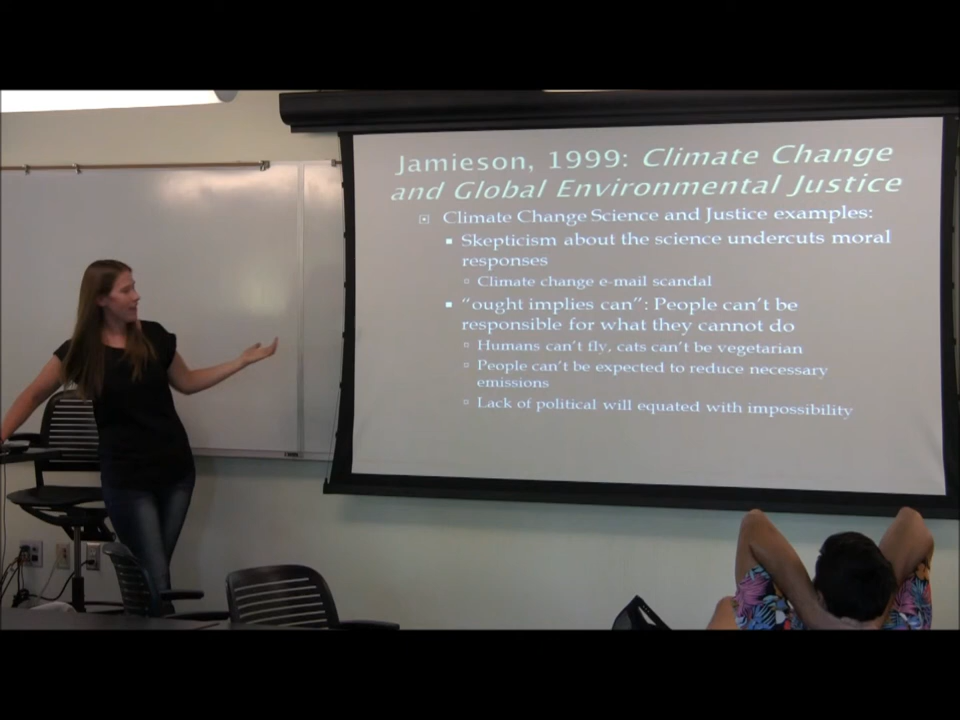 Jamieson, 1999: Climate Change
and Global Environmental Justice
Climate Change Science and Justice examples:
Skepticism about the science undercuts moral
responses
Climate change e-mail scandal
"ought implies can": People can't be
responsible for what they cannot do
Humans can't fly, cats can't be vegetarian
People can't be expected to reduce necessary
emissions
Lack of political will equated with impossibility